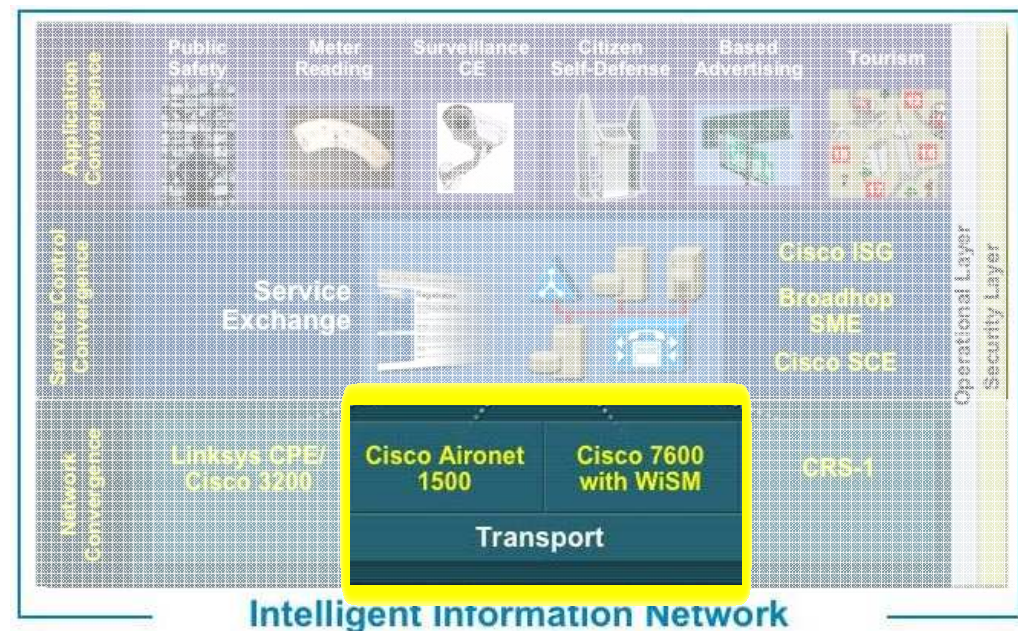 Public Safety
Meter Reading
Surveillance CE
Citizen Self-Defense
Based Advertising
Tourism
Application Convergence
Service Control Convergence
Service Exchange
Cisco ISG
Broadhop SME
Cisco SCE
Operational Layer
Security Layer
Network Convergence
Linksys CPE/
Cisco 3200
Cisco Aironet
1500
Cisco 7600
with WiSM
CRS-1
Transport
Intelligent Information Network